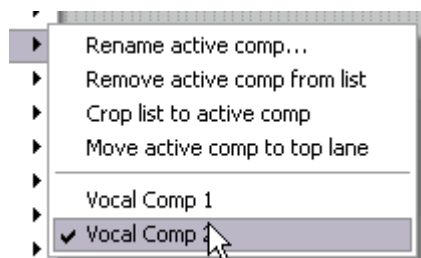 Rename active comp...
Remove active comp from list
Crop list to active comp
Move active comp to top lane
Vocal Comp 1
Vocal Comp 2